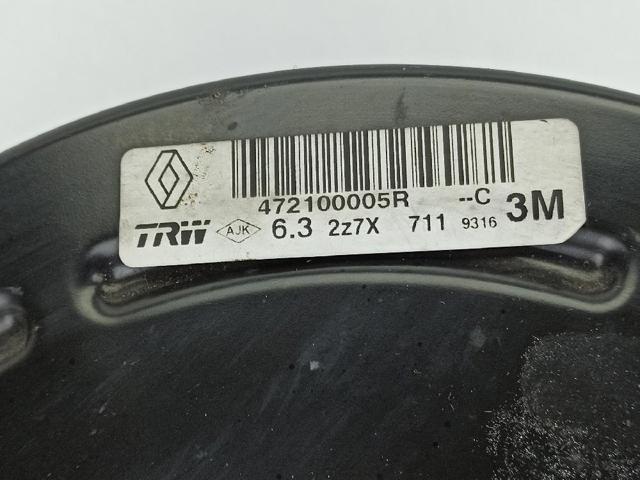 472100005R --C 3M
TRW AJK 6.3 2z7X 711 9316